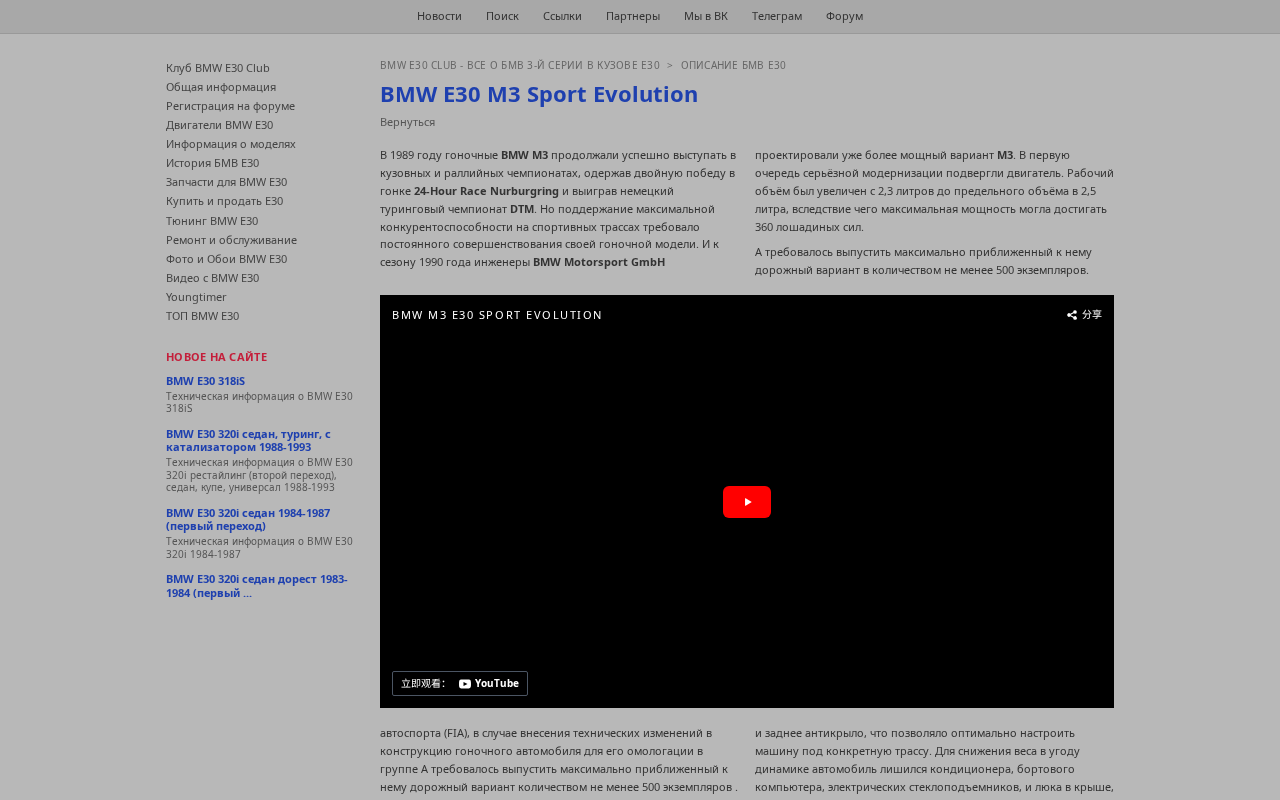 Новости Поиск Ссылки Партнеры Мы в ВК Телеграм Форум
Клуб BMW E30 Club
Общая информация
Регистрация на форуме
Двигатели BMW E30
Информация о моделях
История БМВ Е30
Запчасти для BMW E30
Купить и продать Е30
Тюнинг BMW E30
Ремонт и обслуживание
Фото и Обои BMW E30
Видео с BMW E30
Youngtimer
ТОП BMW E30
НОВОЕ НА САЙТЕ
BMW E30 318iS
Техническая информация о BMW E30
318iS
BMW E30 320i седан, туринг, с
катализатором 1988-1993
Техническая информация о BMW E30
320i рестайлинг (второй переход),
седан, купе, универсал 1988-1993
BMW E30 320i седан 1984-1987
(первый переход)
Техническая информация о BMW E30
320i 1984-1987
BMW E30 320i седан дорест 1983-
1984 (первый ...
BMW E30 CLUB - ВСЕ О БМВ 3-Й СЕРИИ В КУЗОВЕ Е30 > ОПИСАНИЕ БМВ Е30
BMW E30 M3 Sport Evolution
Вернуться
В 1989 году гоночные BMW M3 продолжали успешно выступать в
кузовных и раллийных чемпионатах, одержав двойную победу в
гонке 24-Hour Race Nurburgring и выиграв немецкий
туринговый чемпионат DTM. Но поддержание максимальной
конкурентоспособности на спортивных трассах требовало
постоянного совершенствования своей гоночной модели. И к
сезону 1990 года инженеры BMW Motorsport GmbH
проектировали уже более мощный вариант M3. В первую
очередь серьёзной модернизации подвергли двигатель. Рабочий
объём был увеличен с 2,3 литров до предельного объёма в 2,5
литра, вследствие чего максимальная мощность могла достигать
360 лошадиных сил.
А требовалось выпустить максимально приближенный к нему
дорожный вариант в количеством не менее 500 экземпляров.
BMW M3 E30 SPORT EVOLUTION
分享
立即观看： YouTube
автоспорта (FIA), в случае внесения технических изменений в
конструкцию гоночного автомобиля для его омологации в
группе А требовалось выпустить максимально приближенный к
нему дорожный вариант количеством не менее 500 экземпляров .
и заднее антикрыло, что позволяло оптимально настроить
машину под конкретную трассу. Для снижения веса в угоду
динамике автомобиль лишился кондиционера, бортового
компьютера, электрических стеклоподъемников, и люка в крыше,